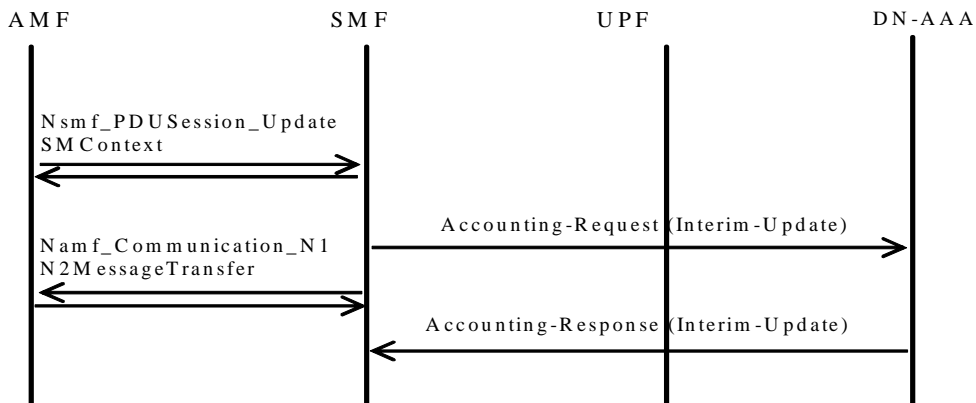 AMF SMF UPF DN-AAA
Nsmf_PDUSession_Update
SMContext
Accounting-Request (Interim-Update)
Namf_Communication_N1
N2MessageTransfer
Accounting-Response (Interim-Update)